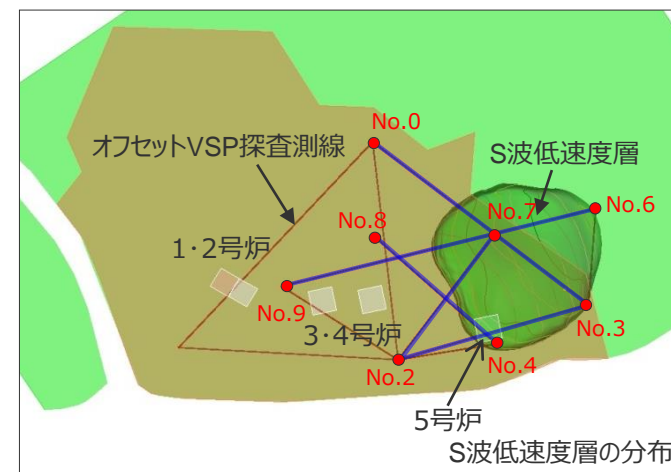 No.0
オフセットVSP探査測線
S波低速度層
No.6
No.7
No.8
1・2号炉
No.9
No.3
3・4号炉
No.4
No.2
5号炉
S波低速度層の分布